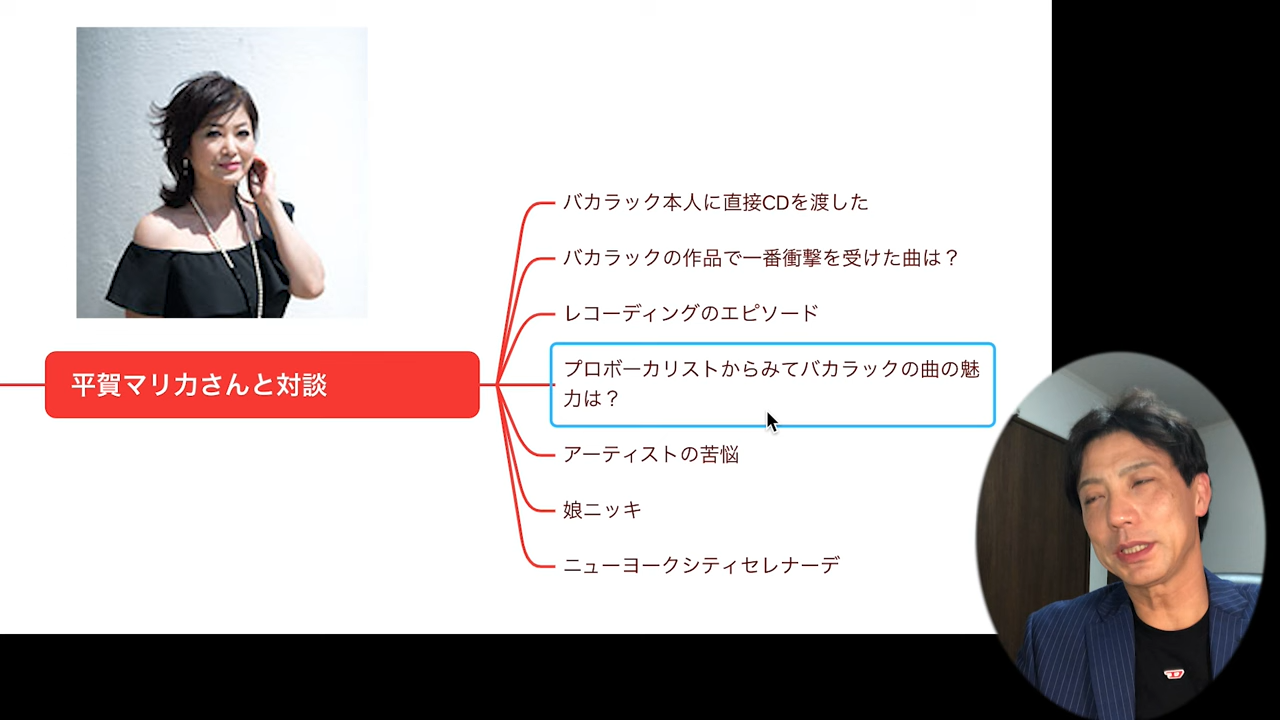 バカラック本人に直接CDを渡した
バカラックの作品で一番衝撃を受けた曲は？
レコーディングのエピソード
平賀マリカさんと対談
プロボーカリストからみてバカラックの曲の魅
力は？
アーティストの苦悩
娘ニッキ
ニューヨークシティセレナーデ